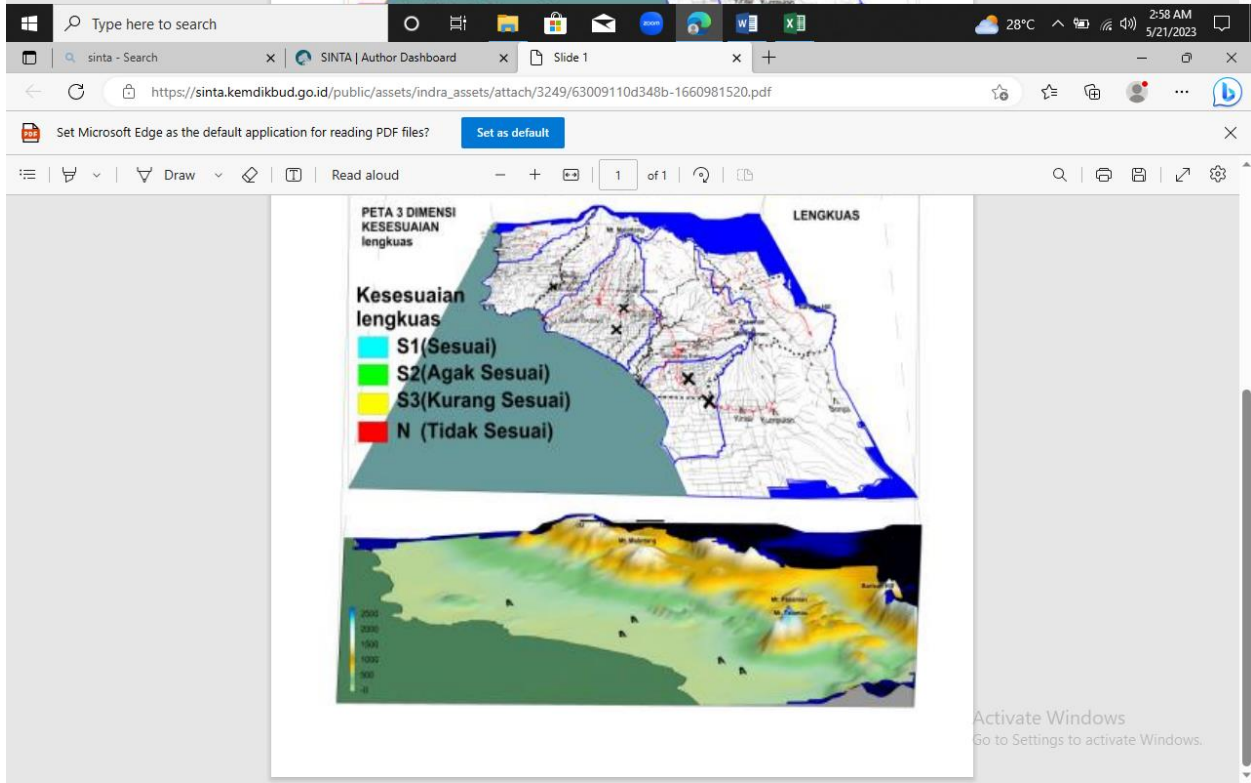 Type here to search
28°C
2:58 AM
5/21/2023
sinta - Search
SINTA | Author Dashboard
Slide 1
https://sinta.kemdikbud.go.id/public/assets/indra_assets/attach/3249/63009110d348b-1660981520.pdf
Set Microsoft Edge as the default application for reading PDF files?
Set as default
Draw
Read aloud
1
of 1
PETA 3 DIMENSI
KESESUAIAN
lengkuas
LENGKUAS
Kesesuaian
lengkuas
S1(Sesuai)
S2(Agak Sesuai)
S3(Kurang Sesuai)
N (Tidak Sesuai)
2500
2000
1500
1000
500
-0
Activate Windows
Go to Settings to activate Windows.